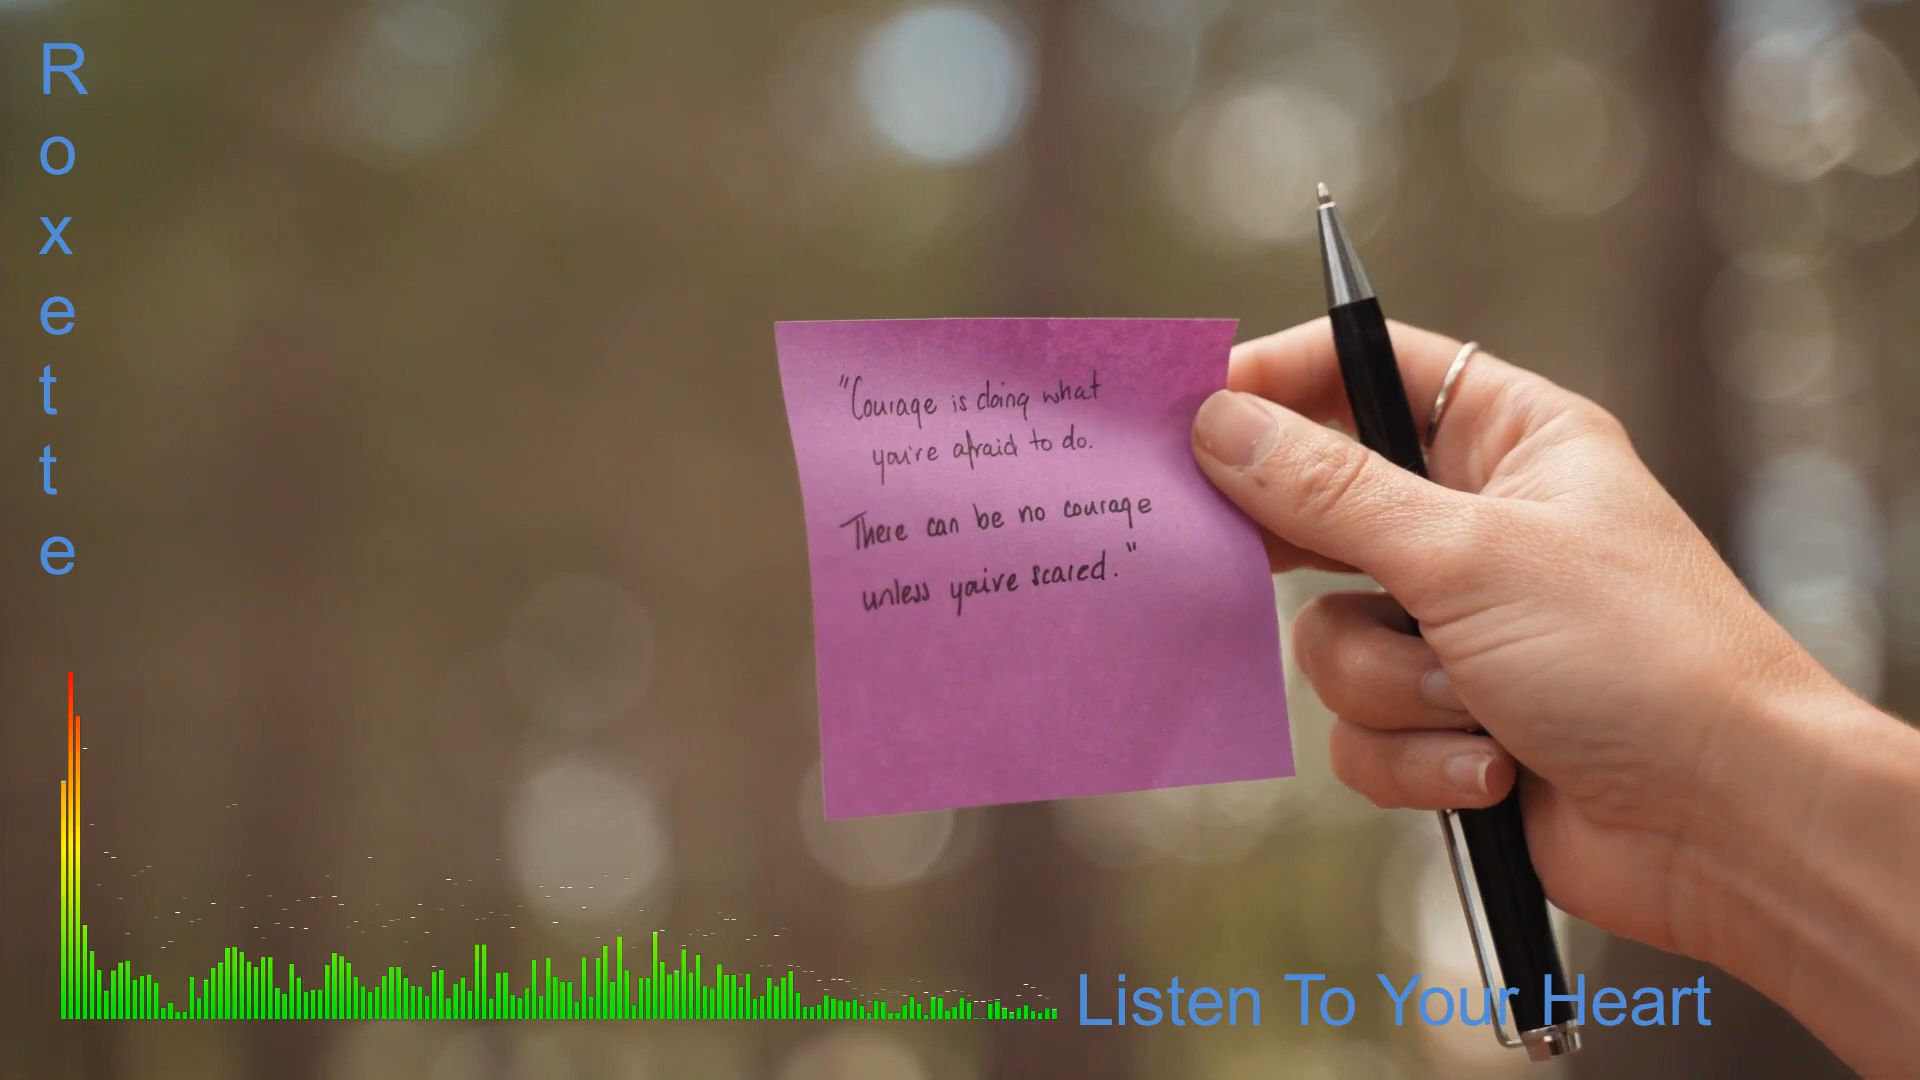 Roxette
"Courage is doing what
you're afraid to do.
There can be no courage
unless you're scared."
Listen To Your Heart